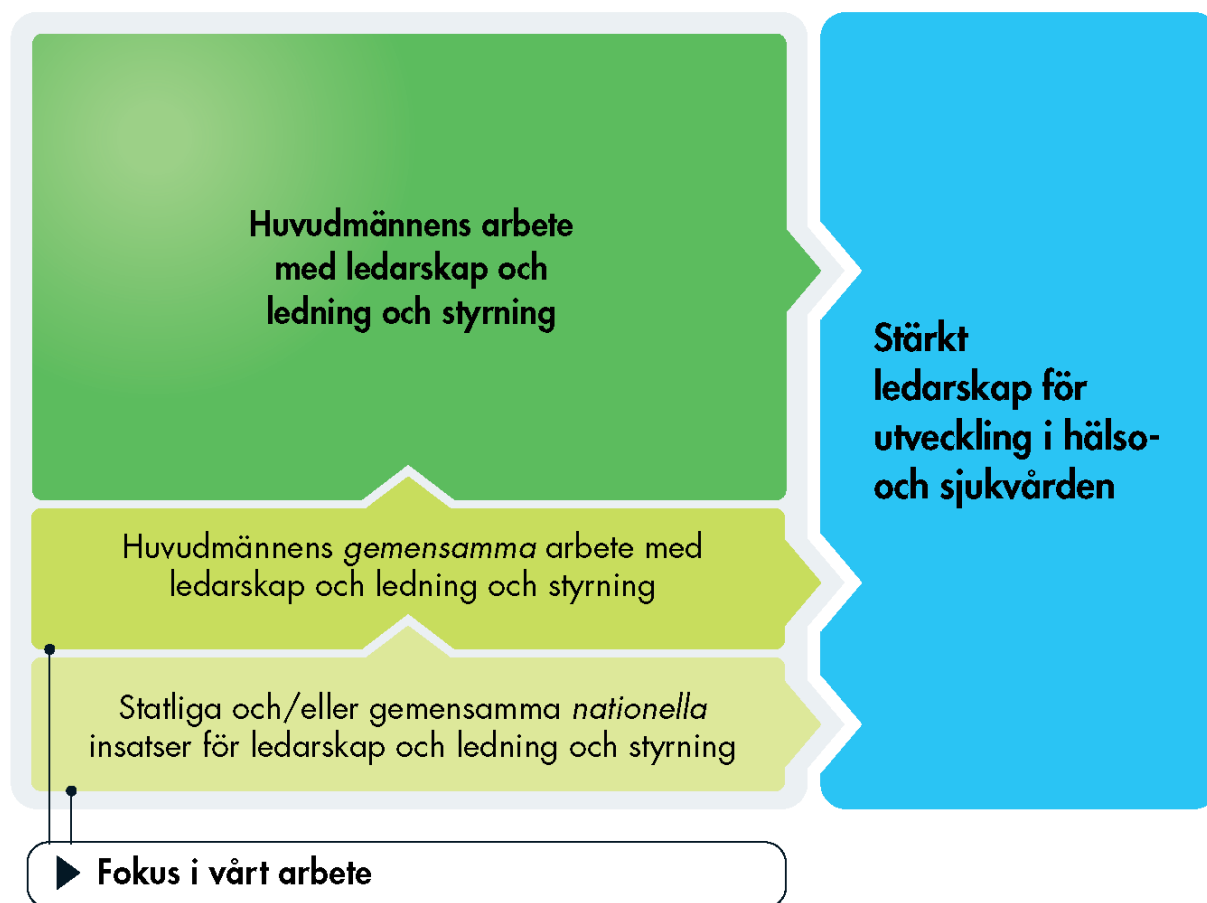 Huvudmännens arbete
med ledarskap och
ledning och styrning
Huvudmännens gemensamma arbete med
ledarskap och ledning och styrning
Statliga och/eller gemensamma nationella
insatser för ledarskap och ledning och styrning
Fokus i vårt arbete
Stärkt
ledarskap för
utveckling i hälso-
och sjukvården